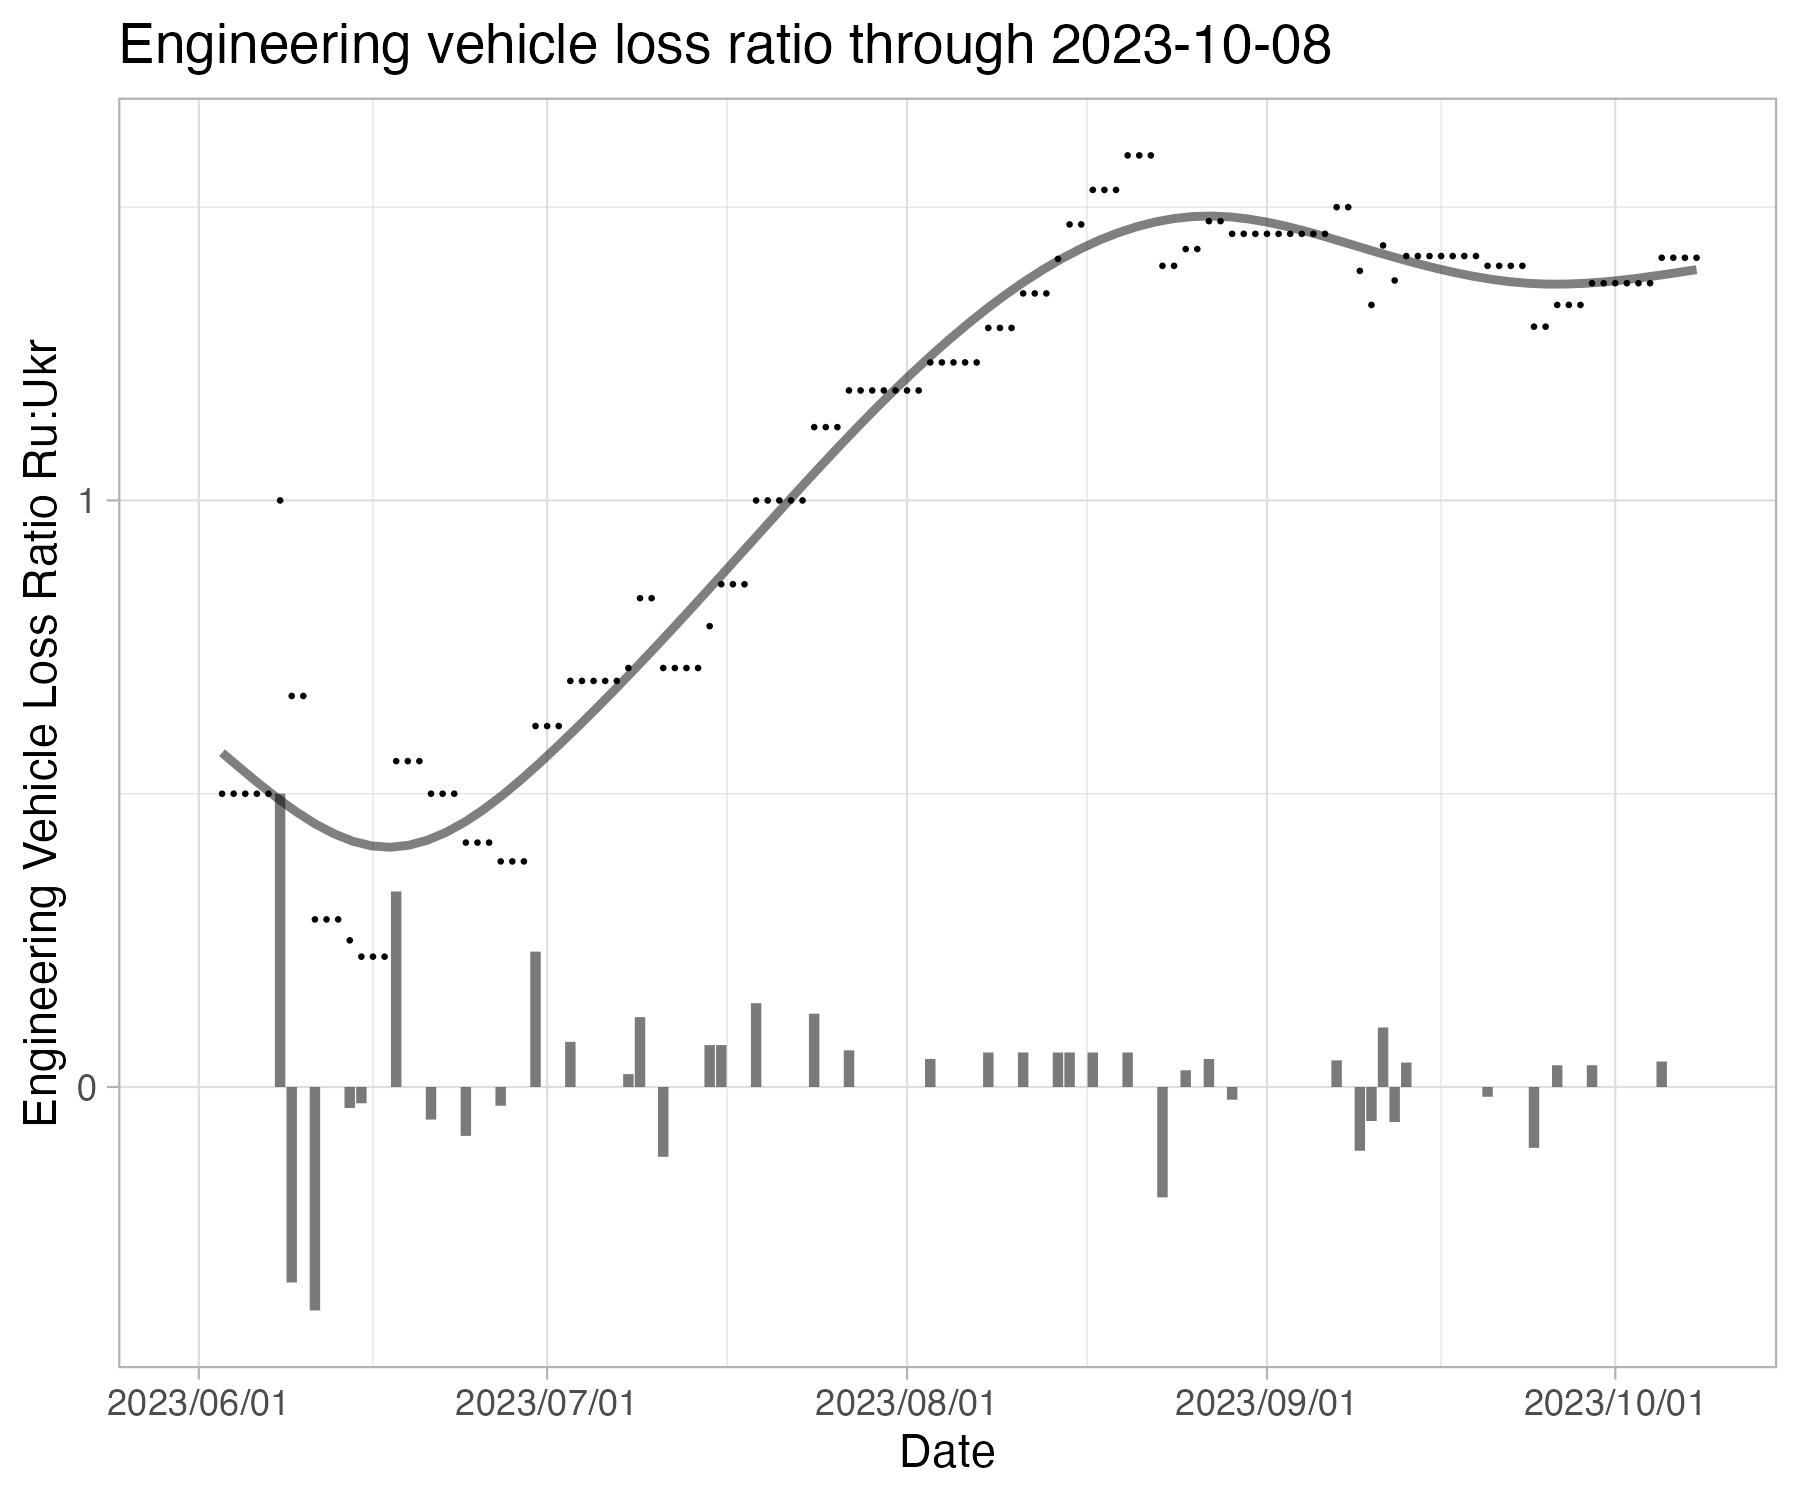 Engineering vehicle loss ratio through 2023-10-08
Engineering Vehicle Loss Ratio Ru:Ukr
1
0
2023/06/01
2023/07/01
2023/08/01
2023/09/01
2023/10/01
Date